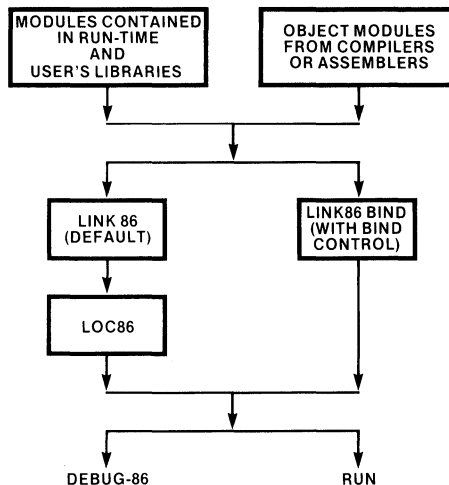 MODULES CONTAINED
IN RUN-TIME
AND
USER'S LIBRARIES
OBJECT MODULES
FROM COMPILERS
OR ASSEMBLERS
LINK 86
(DEFAULT)
LINK86 BIND
(WITH BIND
CONTROL)
LOC86
DEBUG-86
RUN